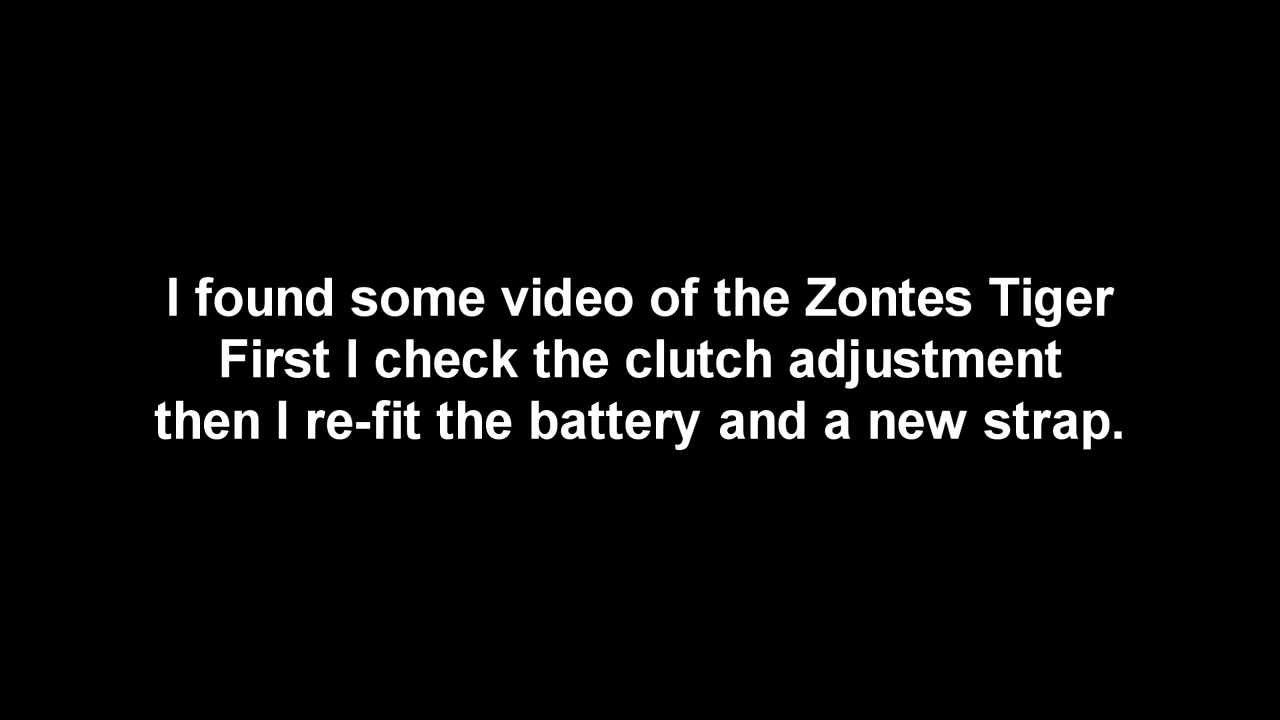 I found some video of the Zontes Tiger
First I check the clutch adjustment
then I re-fit the battery and a new strap.